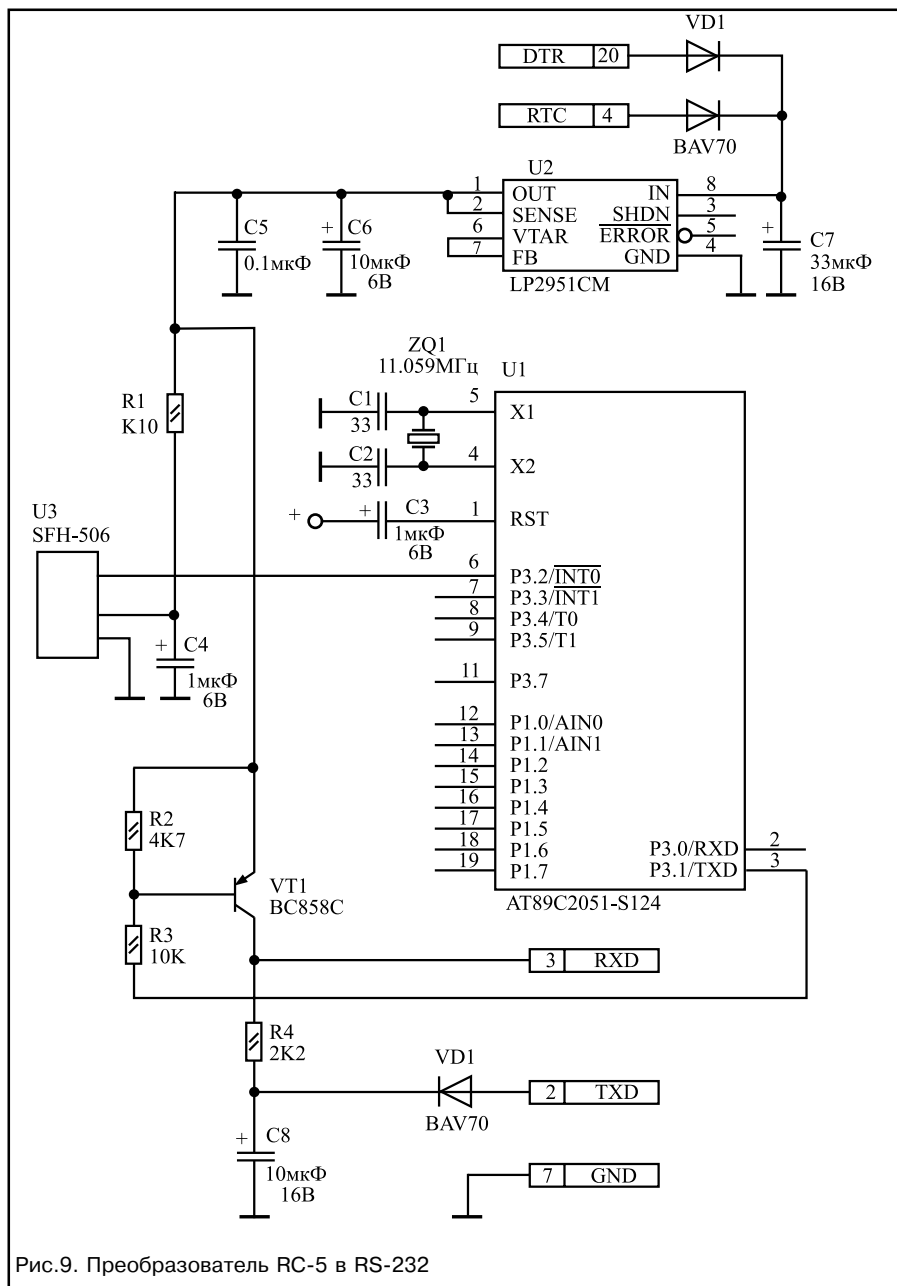 VD1
DTR 20
RTC 4
BAV70
U2
1 OUT IN 8
2 SENSE SHDN 3
6 VTAR ERROR 5
7 FB GND 4
LP2951CM
C5
0.1мкФ
+ C6
10мкФ
6В
+ C7
33мкФ
16В
ZQ1
11.059МГц
U1
R1
K10
C1
33
5 X1
C2
33
4 X2
+ + C3
1мкФ
6В
1 RST
U3
SFH-506
6 P3.2/INT0
7 P3.3/INT1
8 P3.4/T0
9 P3.5/T1
11 P3.7
+ C4
1мкФ
6В
12 P1.0/AIN0
13 P1.1/AIN1
14 P1.2
15 P1.3
16 P1.4
17 P1.5
18 P1.6
19 P1.7
P3.0/RXD 2
P3.1/TXD 3
AT89C2051-S124
R2
4K7
VT1
BC858C
R3
10K
3 RXD
R4
2K2
VD1
BAV70
2 TXD
+ C8
10мкФ
16В
7 GND
Рис.9. Преобразователь RC-5 в RS-232